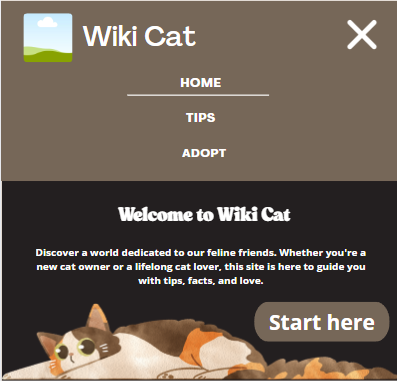 Wiki Cat
HOME
TIPS
ADOPT
Welcome to Wiki Cat
Discover a world dedicated to our feline friends. Whether you're a
new cat owner or a lifelong cat lover, this site is here to guide you
with tips, facts, and love.
Start here